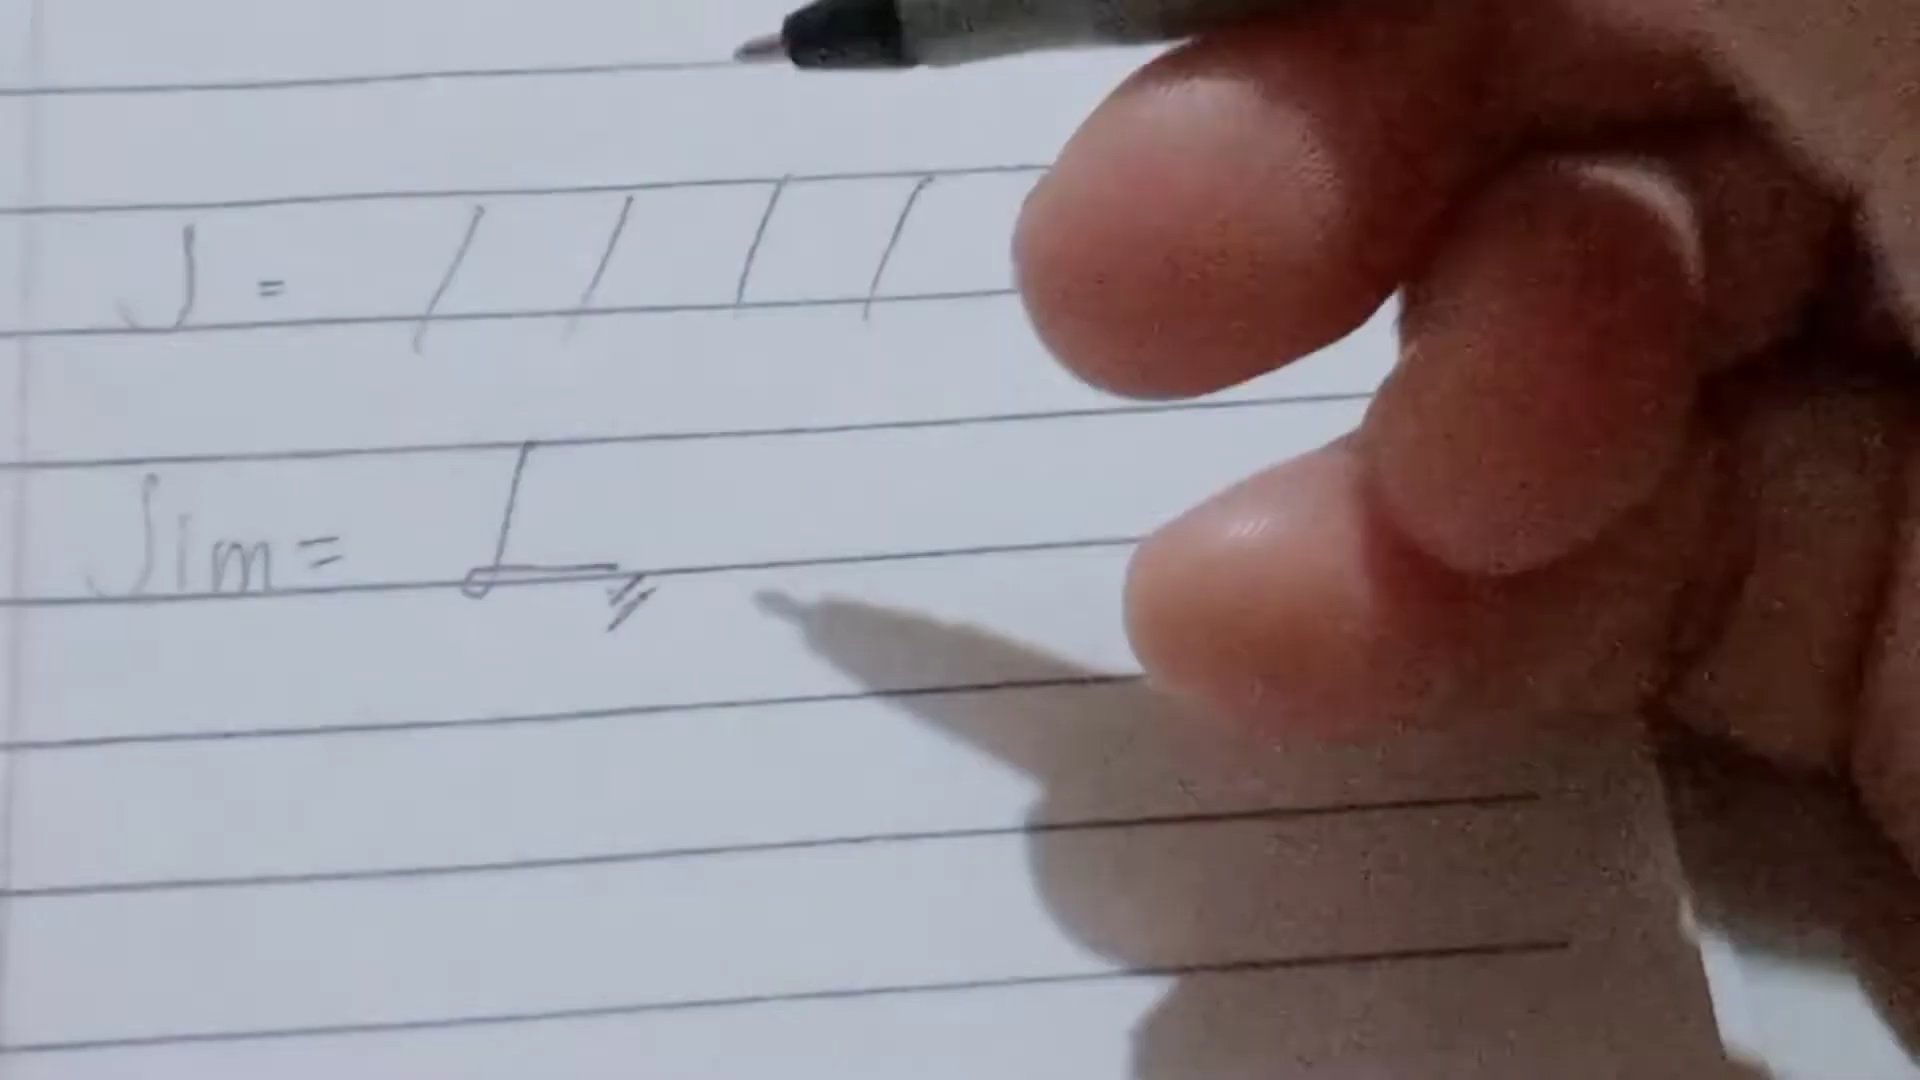 J =
Jim =